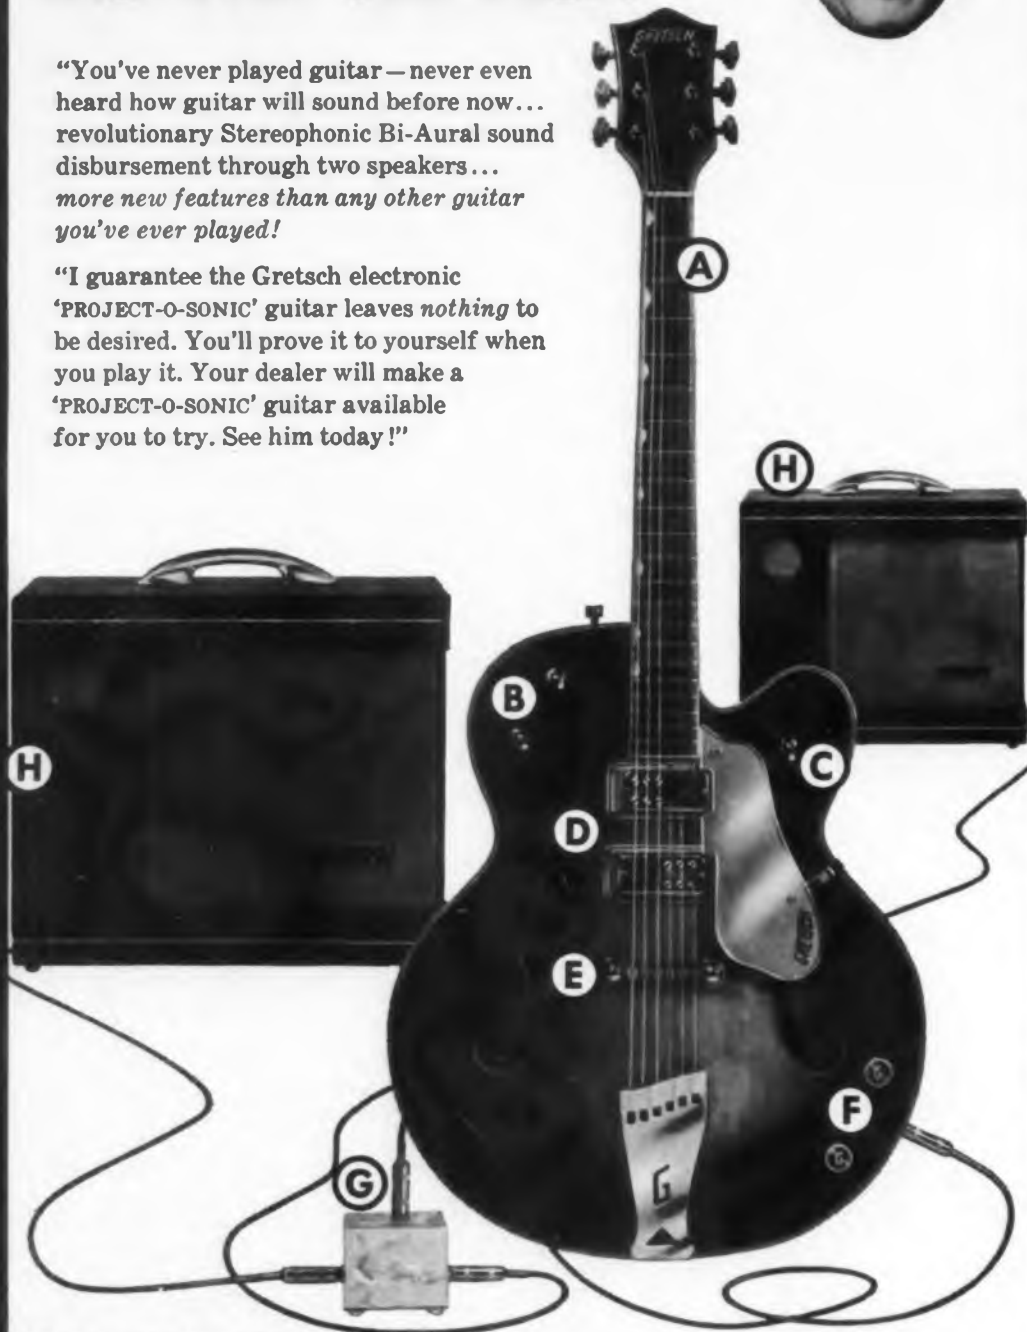 “You've never played guitar—never even
heard how guitar will sound before now...
revolutionary Stereophonic Bi-Aural sound
disbursement through two speakers...
more new features than any other guitar
you've ever played!
“I guarantee the Gretsch electronic
‘PROJECT-O-SONIC’ guitar leaves nothing to
be desired. You'll prove it to yourself when
you play it. Your dealer will make a
‘PROJECT-O-SONIC’ guitar available
for you to try. See him today!”
GRETSCH
A
H
B
C
H
D
GRETSCH
E
F
G
G